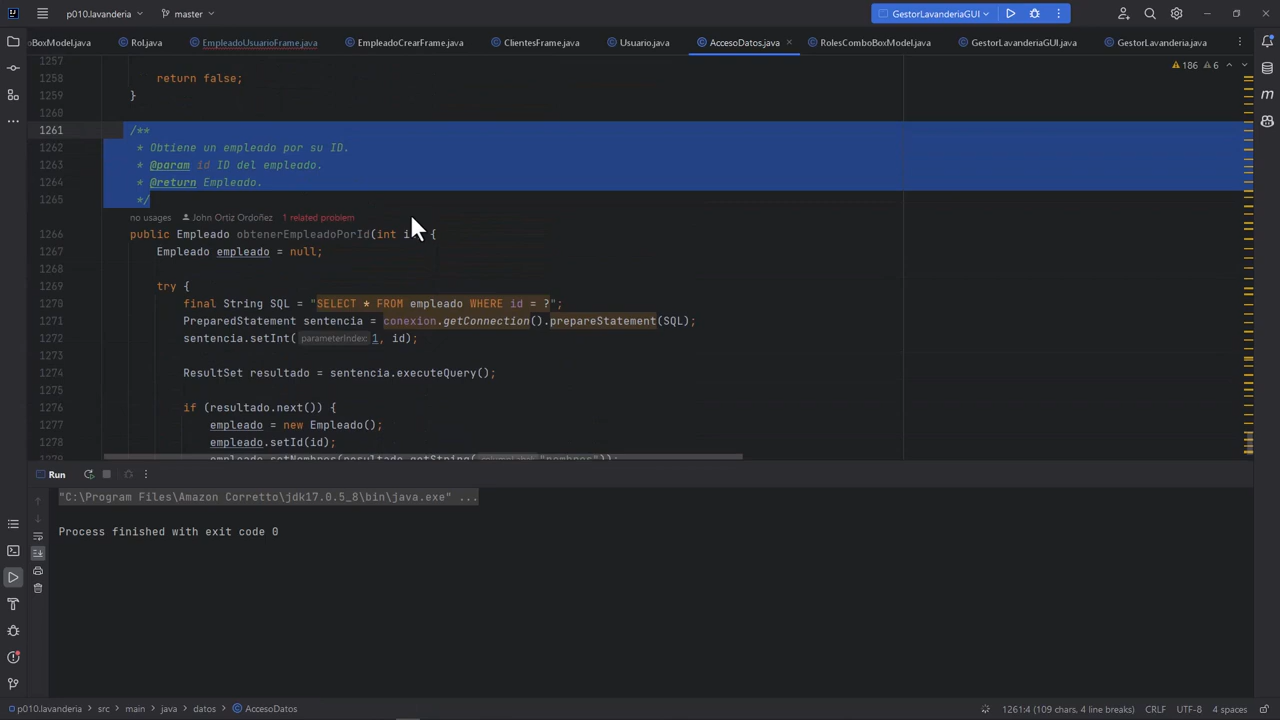 p010.lavanderia
master
GestorLavanderiaGUI
oBoxModel.java
Rol.java
EmpleadoUsuarioFrame.java
EmpleadoCrearFrame.java
ClientesFrame.java
Usuario.java
AccesoDatos.java
RolesComboBoxModel.java
GestorLavanderiaGUI.java
GestorLavanderia.java
186 6
1257
1258 return false;
1259 }
1260
1261 /**
1262 * Obtiene un empleado por su ID.
1263 * @param id ID del empleado.
1264 * @return Empleado.
1265 */
no usages John Ortiz Ordoñez 1 related problem
1266 public Empleado obtenerEmpleadoPorId(int i {
1267 Empleado empleado = null;
1268
1269 try {
1270 final String SQL = "SELECT * FROM empleado WHERE id = ?";
1271 PreparedStatement sentencia = conexion.getConnection().prepareStatement(SQL);
1272 sentencia.setInt( parameterIndex: 1, id);
1273
1274 ResultSet resultado = sentencia.executeQuery();
1275
1276 if (resultado.next()) {
1277 empleado = new Empleado();
1278 empleado.setId(id);
1279 empleado.setNombres(resultado.getString( columnLabel: "nombres"));
Run
"C:\Program Files\Amazon Corretto\jdk17.0.5_8\bin\java.exe" ...
Process finished with exit code 0
p010.lavanderia > src > main > java > datos > AccesoDatos
1261:4 (109 chars, 4 line breaks) CRLF UTF-8 4 spaces